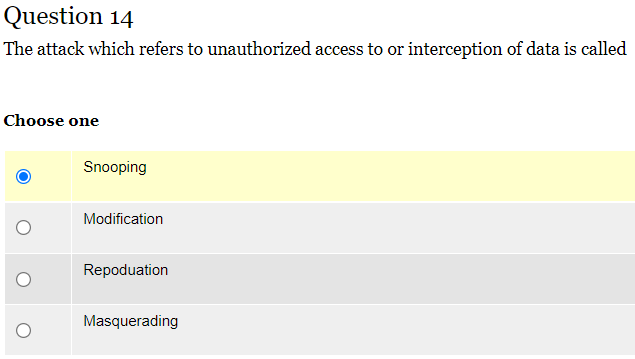 Question 14
The attack which refers to unauthorized access to or interception of data is called
Choose one
Snooping
Modification
Repoduation
Masquerading